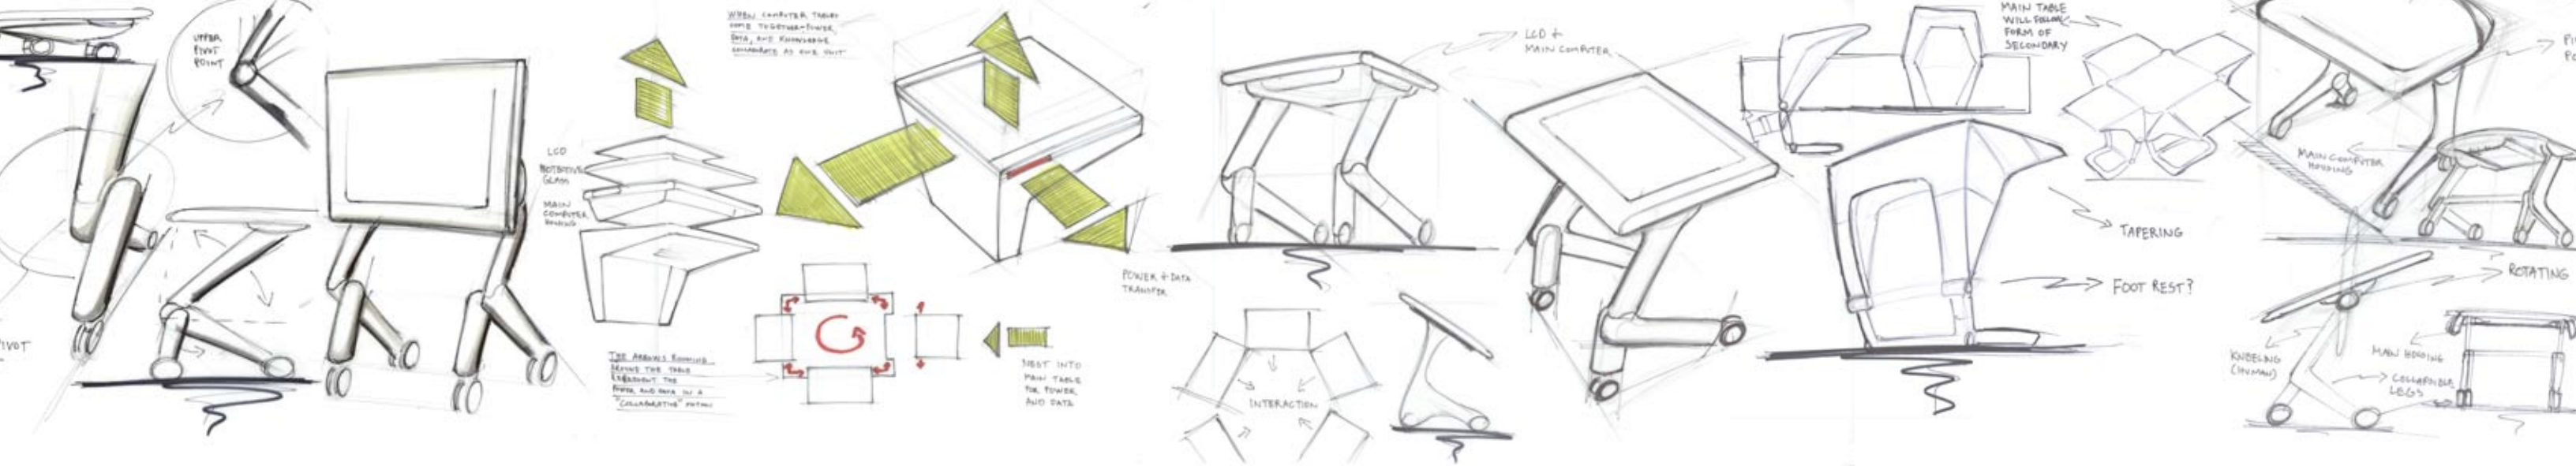 UPPER
PIVOT
POINT
PIVOT
WHEN COMPUTER TABLES
COME TOGETHER-POWER,
DATA, AND KNOWLEDGE
COLLABORATE AS ONE UNIT
LCD
PROTECTIVE
GLASS
MAIN
COMPUTER
HOUSING
THE ARROWS RUNNING
AROUND THE TABLE
REPRESENT THE
POWER AND DATA IN A
"COLLABORATIVE" MOTION
NEST INTO
MAIN TABLE
FOR POWER
AND DATA
POWER + DATA
TRANSFER
LCD +
MAIN COMPUTER
INTERACTION
MAIN TABLE
WILL FOLLOW
FORM OF
SECONDARY
TAPERING
FOOT REST?
MAIN COMPUTER
HOUSING
ROTATING
KNEELING
(HUMAN)
MAIN HOUSING
COLLAPSIBLE
LEGS